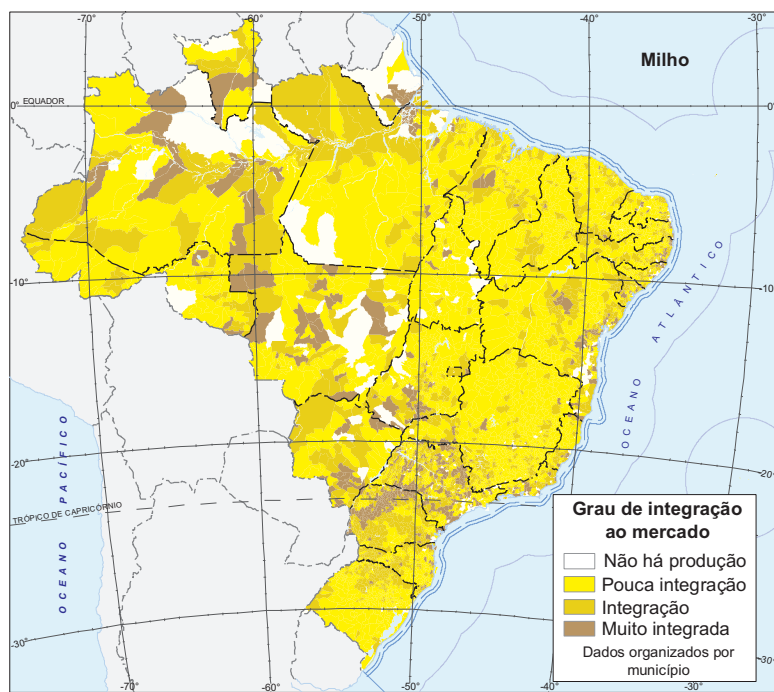 -70°
-60°
-50°
-40°
-30°
Milho
EQUADOR
0°
0°
-10°
-10
OCEANO ATLÂNTICO
OCEANO PACÍFICO
-20°
-20°
TRÓPICO DE CAPRICÓRNIO
Grau de integração
ao mercado
Não há produção
Pouca integração
Integração
Muito integrada
Dados organizados por
município
-30°
-30°
-70°
-60°
-50°
-40°
-30°